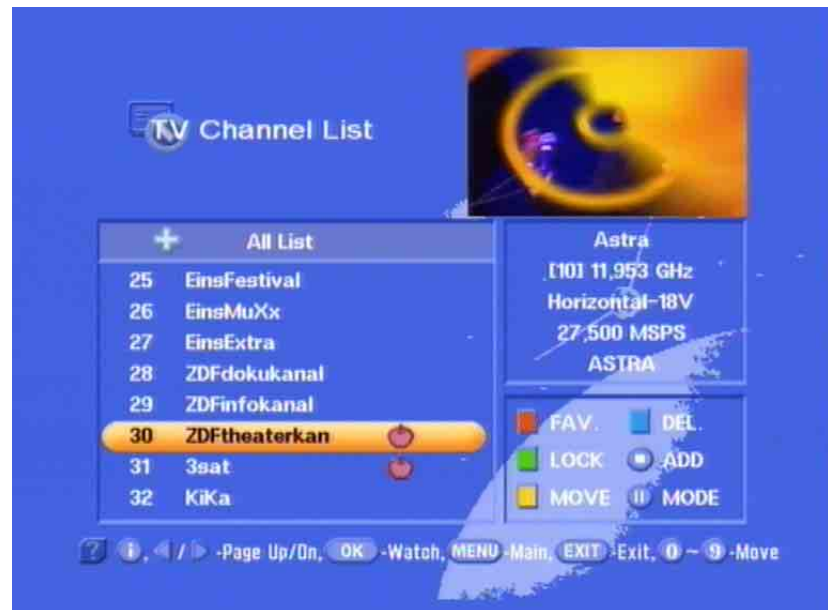 TV Channel List
All List
25 EinsFestival
26 EinsMuXx
27 EinsExtra
28 ZDFdokukanal
29 ZDFinfokanal
30 ZDFtheaterkan
31 3sat
32 KiKa
Astra
[10] 11,953 GHz
Horizontal-18V
27,500 MSPS
ASTRA
FAV. DEL.
LOCK ADD
MOVE MODE
? i, / -Page Up/Dn, OK -Watch, MENU -Main, EXIT -Exit, 0 ~ 9 -Move